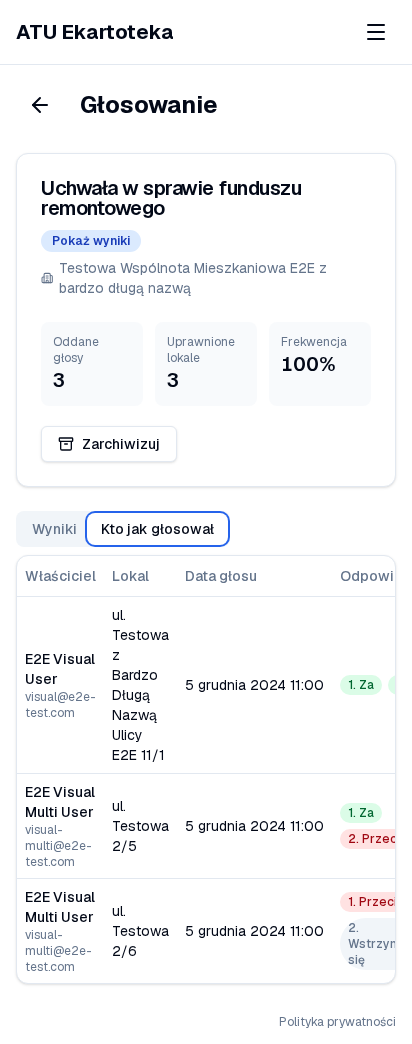 ATU Ekartoteka
Głosowanie
Uchwała w sprawie funduszu
remontowego
Pokaż wyniki
Testowa Wspólnota Mieszkaniowa E2E z
bardzo długą nazwą
Oddane
głosy
3
Uprawnione
lokale
3
Frekwencja
100%
Zarchiwizuj
Wyniki
Kto jak głosował
Właściciel Lokal Data głosu Odpowi
E2E Visual
User
visual@e2e-
test.com
ul.
Testowa
z
Bardzo
Długą
Nazwą
Ulicy
E2E 11/1
5 grudnia 2024 11:00
1. Za
E2E Visual
Multi User
visual-
multi@e2e-
test.com
ul.
Testowa
2/5
5 grudnia 2024 11:00
1. Za
2. Przec
E2E Visual
Multi User
visual-
multi@e2e-
test.com
ul.
Testowa
2/6
5 grudnia 2024 11:00
1. Przeci
2.
Wstrzyn
się
Polityka prywatności